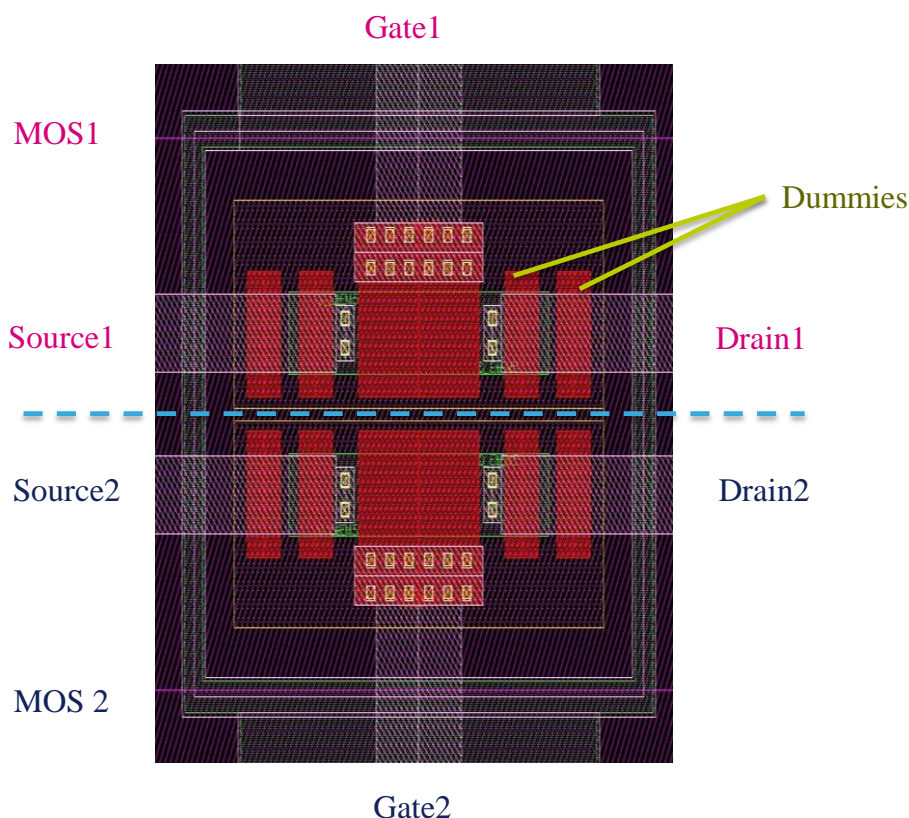 Gate1
MOS1
Dummies
Source1
Drain1
Source2
Drain2
MOS 2
Gate2